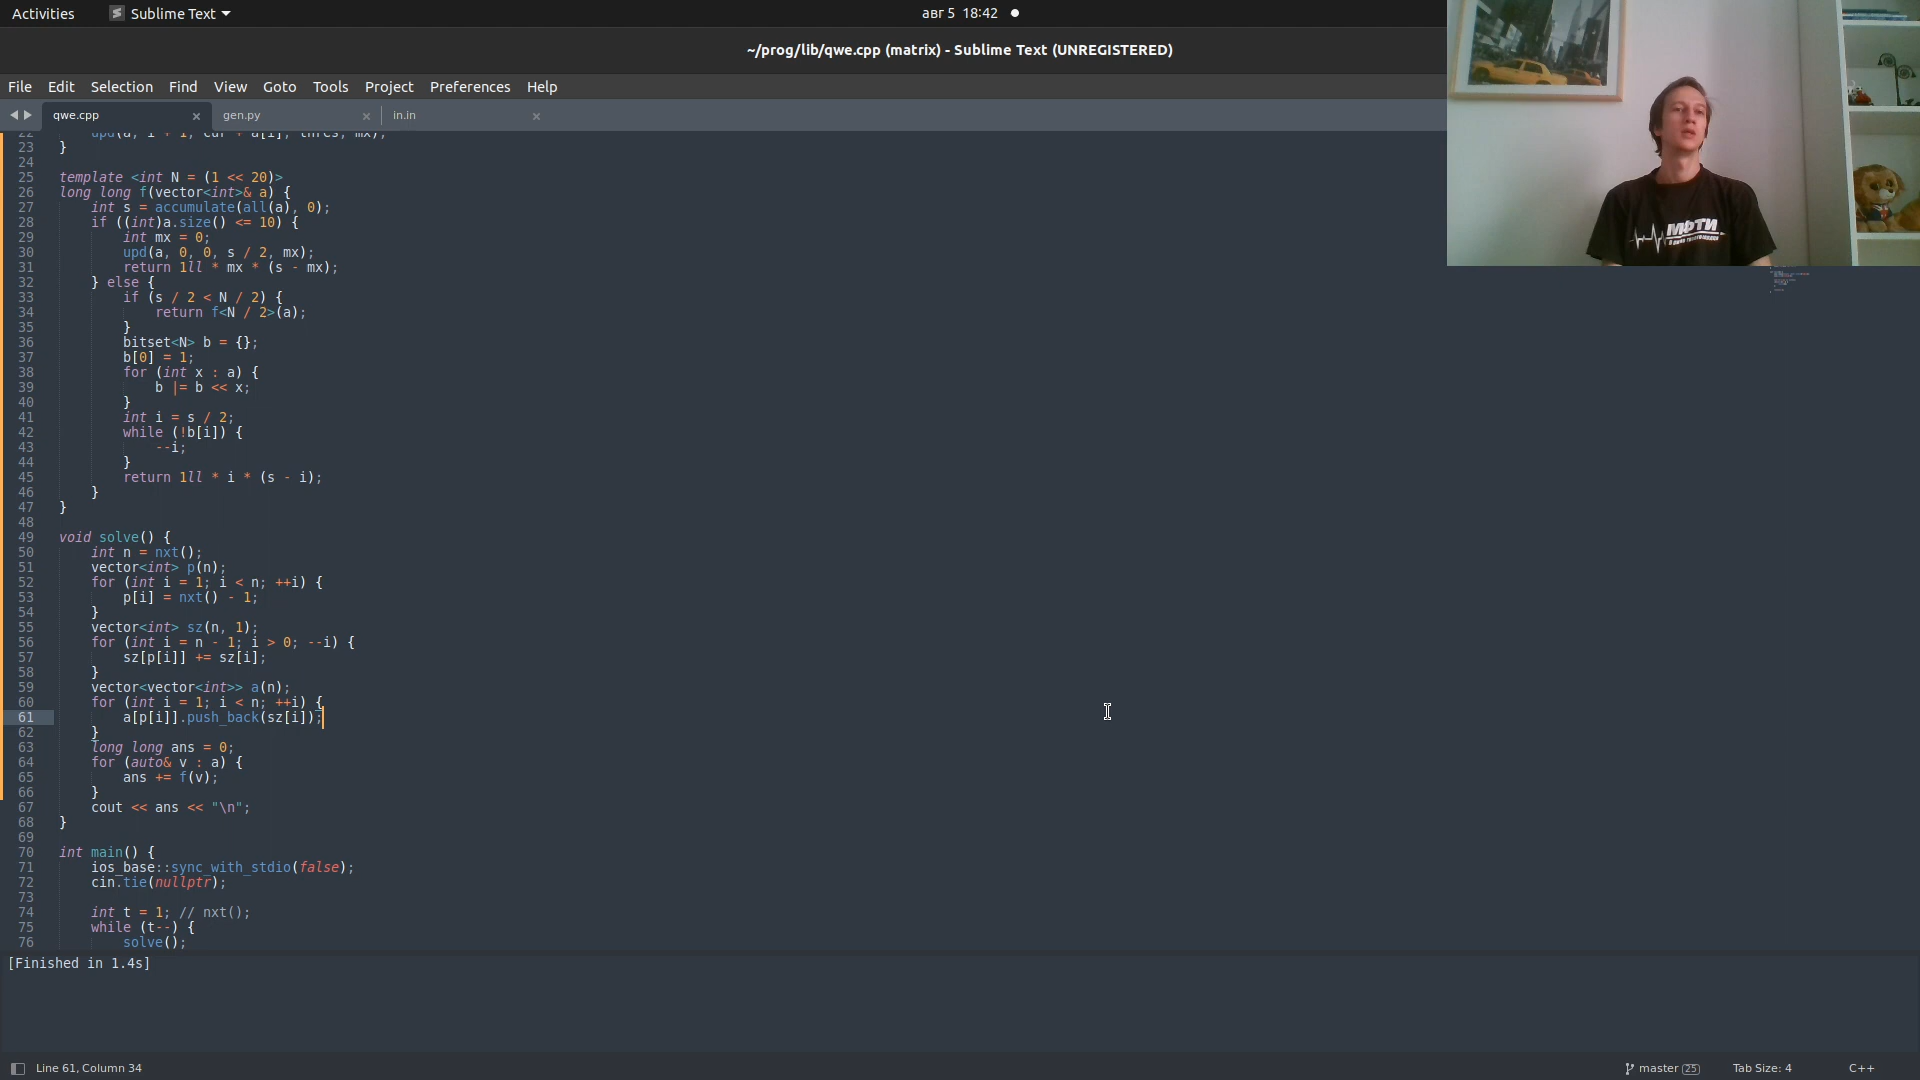 Activities
Sublime Text
авг 5 18:42
~/prog/lib/qwe.cpp (matrix) - Sublime Text (UNREGISTERED)
File Edit Selection Find View Goto Tools Project Preferences Help
qwe.cpp
gen.py
in.in
22 upd(a, i + 1, cur + a[i], thres, mx);
23 }
24
25 template <int N = (1 << 20)>
26 long long f(vector<int>& a) {
27 int s = accumulate(all(a), 0);
28 if ((int)a.size() <= 10) {
29 int mx = 0;
30 upd(a, 0, 0, s / 2, mx);
31 return 1ll * mx * (s - mx);
32 } else {
33 if (s / 2 < N / 2) {
34 return f<N / 2>(a);
35 }
36 bitset<N> b = {};
37 b[0] = 1;
38 for (int x : a) {
39 b |= b << x;
40 }
41 int i = s / 2;
42 while (!b[i]) {
43 --i;
44 }
45 return 1ll * i * (s - i);
46 }
47 }
48
49 void solve() {
50 int n = nxt();
51 vector<int> p(n);
52 for (int i = 1; i < n; ++i) {
53 p[i] = nxt() - 1;
54 }
55 vector<int> sz(n, 1);
56 for (int i = n - 1; i > 0; --i) {
57 sz[p[i]] += sz[i];
58 }
59 vector<vector<int>> a(n);
60 for (int i = 1; i < n; ++i) {
61 a[p[i]].push_back(sz[i]);
62 }
63 long long ans = 0;
64 for (auto& v : a) {
65 ans += f(v);
66 }
67 cout << ans << "\n";
68 }
69
70 int main() {
71 ios_base::sync_with_stdio(false);
72 cin.tie(nullptr);
73
74 int t = 1; // nxt();
75 while (t--) {
76 solve();
[Finished in 1.4s]
Line 61, Column 34
master 25
Tab Size: 4
C++
МФТИ